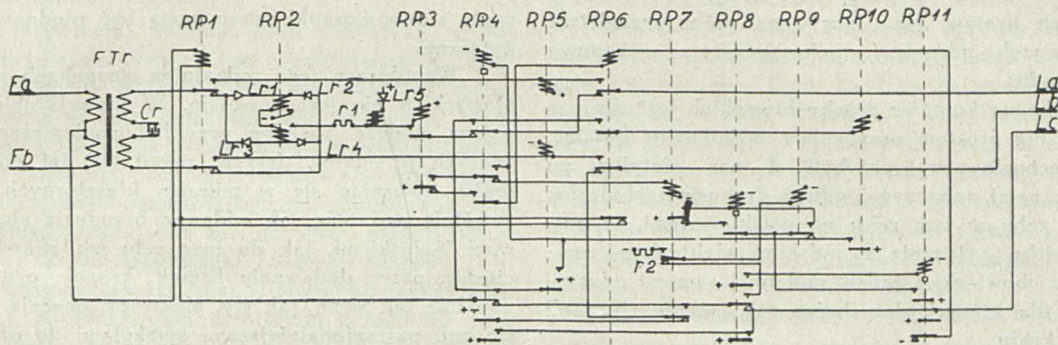 RP1 RP2 RP3 RP4 RP5 RP6 RP7 RP8 RP9 RP10 RP11
FTr
Fa Lr1 Lr2 Lr5 La
r1 Lb
Cr Lc
Fb Lr3 Lr4
r2